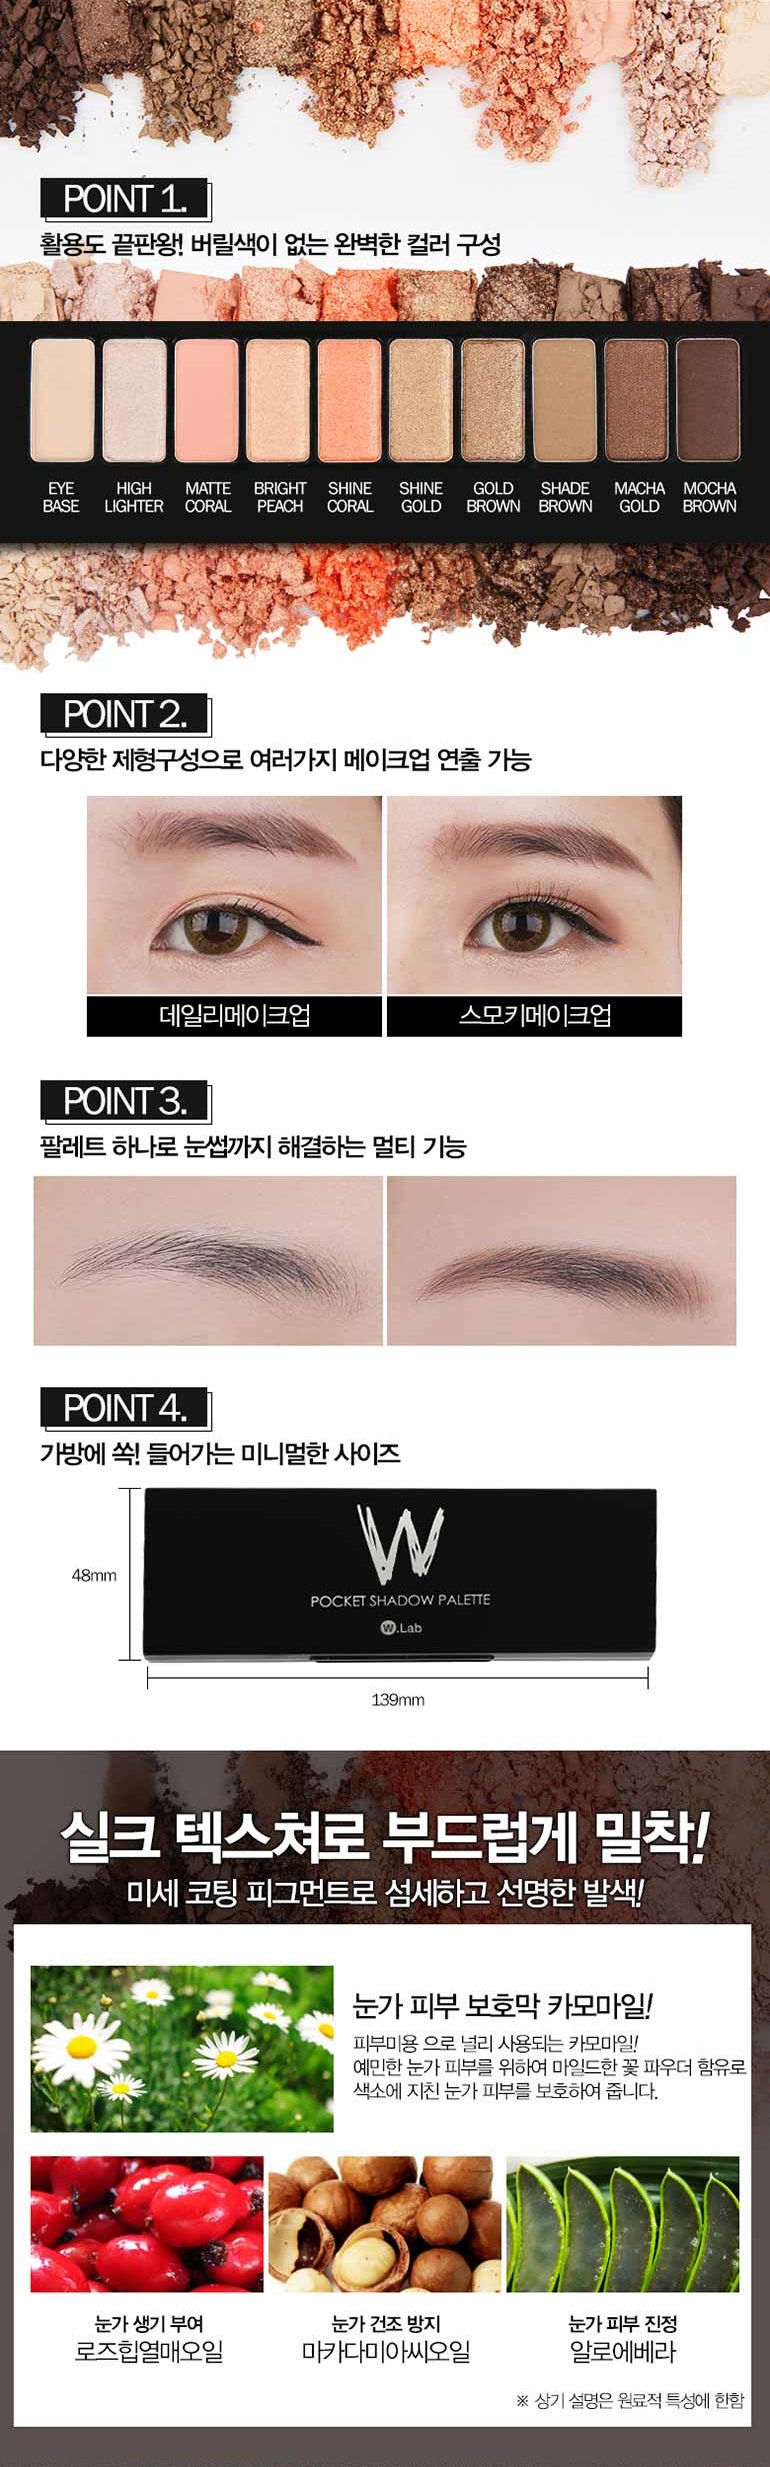 POINT 1.
활용도 끝판왕! 버릴색이 없는 완벽한 컬러 구성
EYE BASE
HIGH LIGHTER
MATTE CORAL
BRIGHT PEACH
SHINE CORAL
SHINE GOLD
GOLD BROWN
SHADE BROWN
MACHA GOLD
MOCHA BROWN
POINT 2.
다양한 제형구성으로 여러가지 메이크업 연출 가능
데일리메이크업
스모키메이크업
POINT 3.
팔레트 하나로 눈썹까지 해결하는 멀티 기능
POINT 4.
가방에 쏙! 들어가는 미니멀한 사이즈
48mm
W
POCKET SHADOW PALETTE
W.Lab
139mm
실크 텍스쳐로 부드럽게 밀착!
미세 코팅 피그먼트로 섬세하고 선명한 발색!
눈가 피부 보호막 카모마일!
피부미용 으로 널리 사용되는 카모마일!
예민한 눈가 피부를 위하여 마일드한 꽃 파우더 함유로
색소에 지친 눈가 피부를 보호하여 줍니다.
눈가 생기 부여
로즈힙열매오일
눈가 건조 방지
마카다미아씨오일
눈가 피부 진정
알로에베라
※ 상기 설명은 원료적 특성에 한함